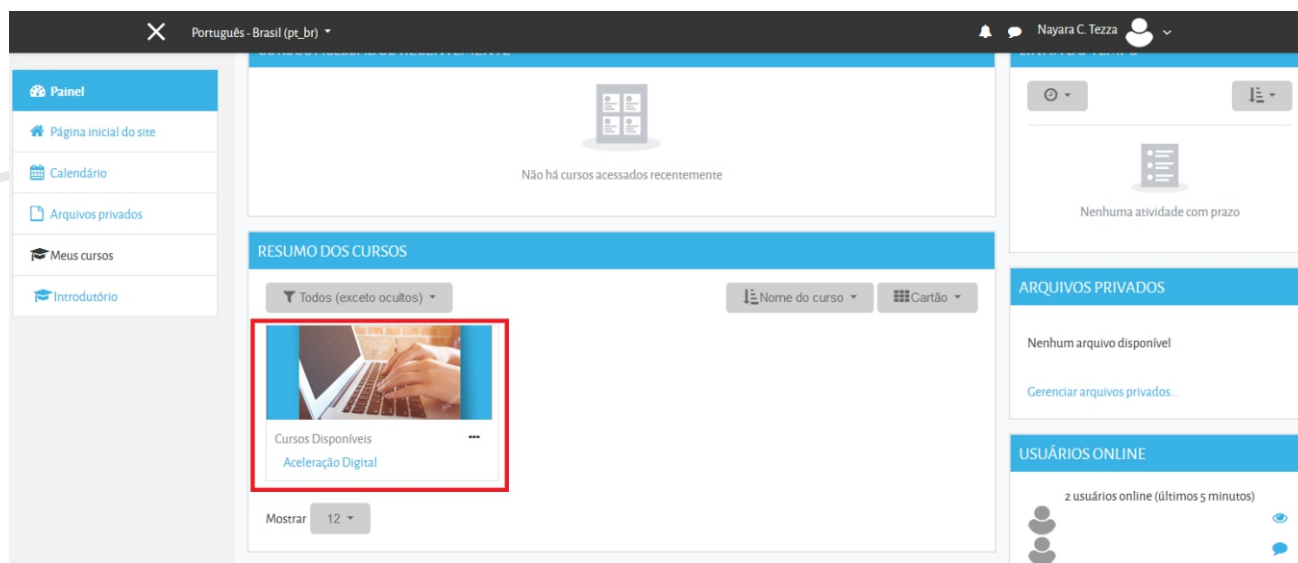 Português - Brasil (pt_br)
Nayara C. Tezza
Painel
Página inicial do site
Calendário
Arquivos privados
Meus cursos
Introdutório
Não há cursos acessados recentemente
RESUMO DOS CURSOS
Todos (exceto ocultos)
Nome do curso
Cartão
Cursos Disponíveis
...
Aceleração Digital
Mostrar 12
Nenhuma atividade com prazo
ARQUIVOS PRIVADOS
Nenhum arquivo disponível
Gerenciar arquivos privados...
USUÁRIOS ONLINE
2 usuários online (últimos 5 minutos)